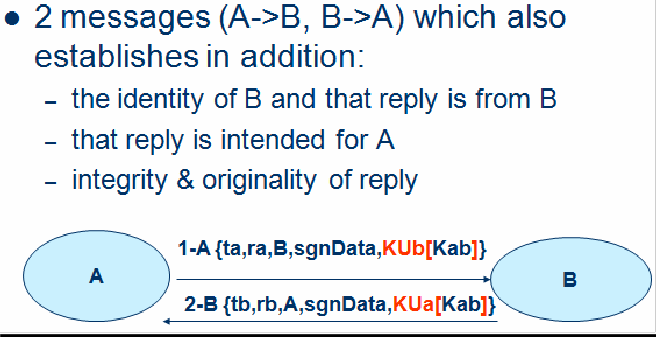 ● 2 messages (A->B, B->A) which also
establishes in addition:
– the identity of B and that reply is from B
– that reply is intended for A
– integrity & originality of reply
1-A {ta,ra,B,sgnData,KUb[Kab]}
A
B
2-B {tb,rb,A,sgnData,KUa[Kab]}